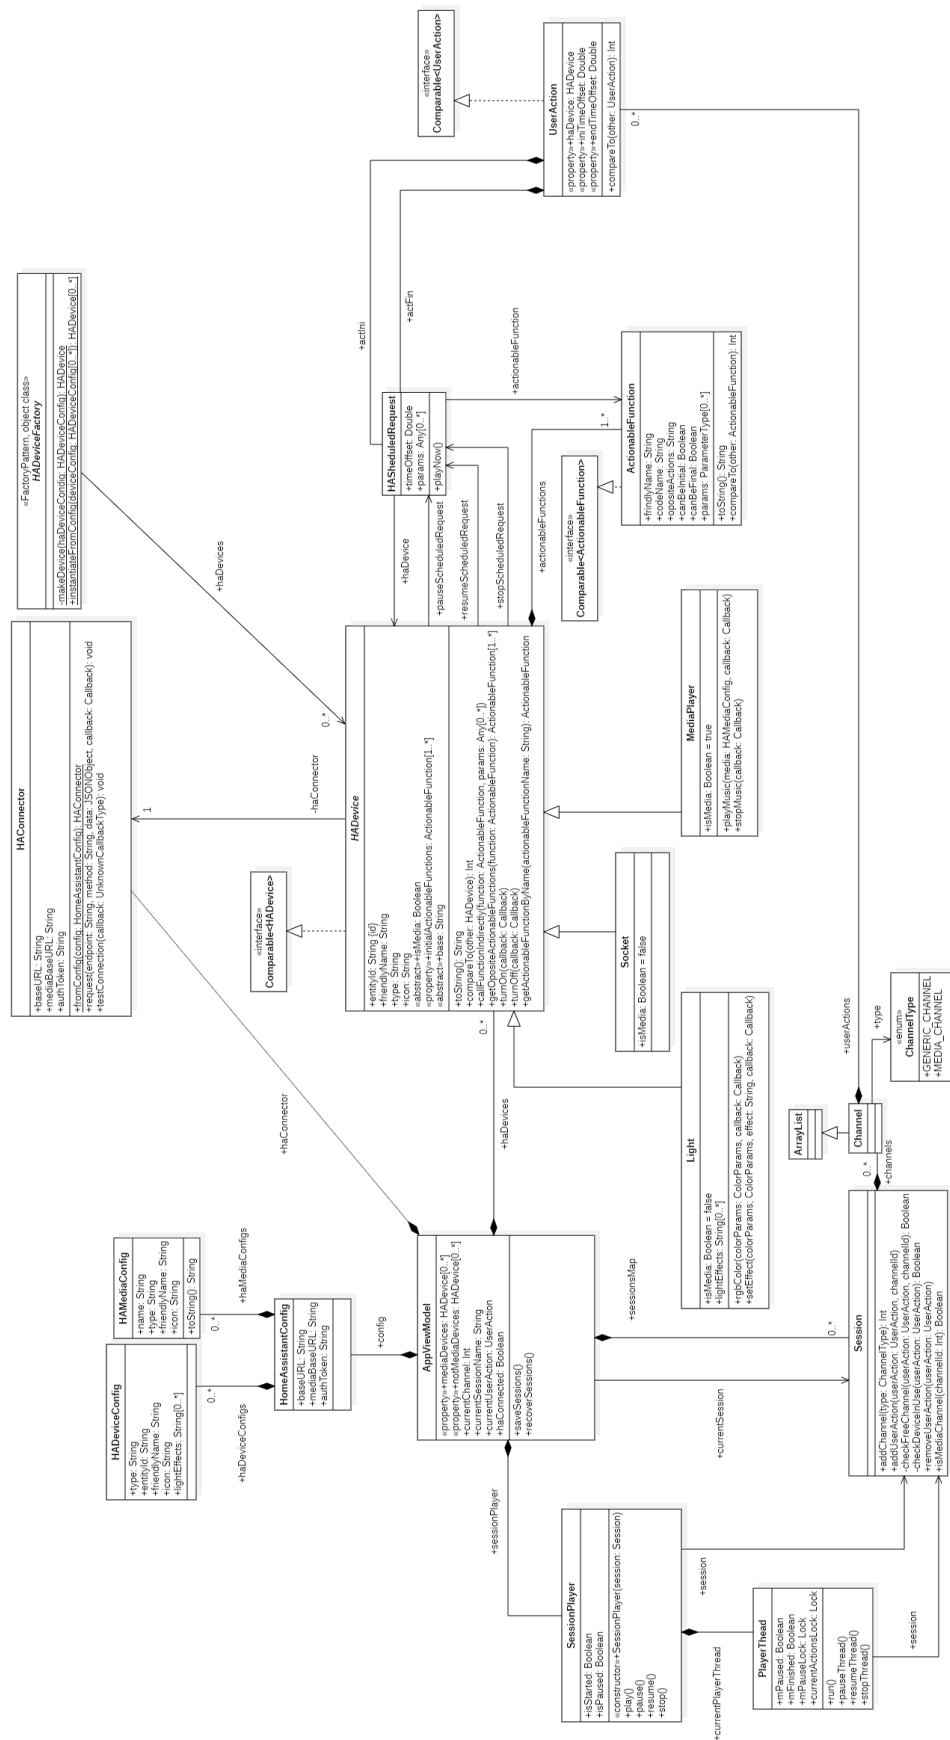 «interface»
Comparable<UserAction>
UserAction
«property»+haDevice: HADevice
«property»+iniTimeOffset: Double
«property»+endTimeOffset: Double
+compareTo(other: UserAction): Int
0..*
+actIni
+actFin
«FactoryPattern, object class»
HADeviceFactory
-makeDevice(haDeviceCondig: HADeviceConfig): HADevice
+instantiateFromConfig(deviceConfig: HADeviceConfig[0..*]): HADevice[0..*]
+haDevices
0..*
HASheduledRequest
+timeOffset: Double
+params: Any[0..*]
+playNow()
+actionableFunction
+haDevice
+pauseScheduledRequest
+resumeScheduledRequest
+stopScheduledRequest
+actionableFunctions
1..*
«interface»
Comparable<ActionableFunction>
ActionableFunction
+frindlyName: String
+codeName: String
+opositeActions: String
+canBeInitial: Boolean
+canBeFinal: Boolean
+params: ParameterType[0..*]
+toString(): String
+compareTo(other: ActionableFunction): Int
HAConnector
+baseURL: String
+mediaBaseURL: String
+authToken: String
+fromConfig(config: HomeAssistantConfig): HAConnector
+request(endpoint: String, method: String, data: JSONObject, callback: Callback): void
+testConnection(callback: UnknownCallbackType): void
1
-haConnector
«interface»
Comparable<HADevice>
HADevice
+entityId: String {id}
+friendlyName: String
+type: String
+icon: String
«abstract»+isMedia: Boolean
«property»+initialActionableFunctions: ActionableFunction[1..*]
«abstract»+base: String
+toString(): String
+compareTo(other: HADevice): Int
+callFunctionIndirectly(function: ActionableFunction, params: Any[0..*])
+getOpositeActionableFunctions(function: ActionableFunction): ActionableFunction[1..*]
+turnOn(callback: Callback)
+turnOff(callback: Callback)
+getActionableFunctionByName(actionableFunctionName: String): ActionableFunction
0..*
+haDevices
MediaPlayer
+isMedia: Boolean = true
+playMusic(media: HAMediaConfig, callback: Callback)
+stopMusic(callback: Callback)
Socket
+isMedia: Boolean = false
Light
+isMedia: Boolean = false
+lightEffects: String[0..*]
+rgbColor(colorParams: ColorParams, callback: Callback)
+setEffect(colorParams: ColorParams, effect: String, callback: Callback)
+userActions
+type
«enum»
ChannelType
+GENERIC_CHANNEL
+MEDIA_CHANNEL
ArrayList
Channel
0..*
+channels
+haConnector
HAMediaConfig
+name: String
+type: String
+friendlyName: String
+icon: String
+toString(): String
0..*
+haMediaConfigs
HADeviceConfig
+type: String
+entityId: String
+friendlyName: String
+icon: String
+lightEffects: String[0..*]
0..*
+haDeviceConfigs
HomeAssistantConfig
+baseURL: String
+mediaBaseURL: String
+authToken: String
+config
AppViewModel
«property»+mediaDevices: HADevice[0..*]
«property»+notMediaDevices: HADevice[0..*]
+currentChannel: Int
+currentSessionName: String
+currentUserAction: UserAction
+haConnected: Boolean
+saveSessions()
+recoverSessions()
+sessionsMap
0..*
+currentSession
Session
+addChannel(type: ChannelType): Int
+addUserAction(userAction: UserAction, channelId)
-checkFreeChannel(userAction: UserAction, channelId): Boolean
-checkDeviceInUse(userAction: UserAction): Boolean
+removeUserAction(userAction: UserAction)
+isMediaChannel(channelId: Int): Boolean
+sessionPlayer
SessionPlayer
+isStarted: Boolean
+isPaused: Boolean
«constructor»+SessionPlayer(session: Session)
+play()
+pause()
+resume()
+stop()
+session
+currentPlayerThread
PlayerThead
+mPaused: Boolean
+mFinished: Boolean
+mPauseLock: Lock
+currentActionsLock: Lock
+run()
+pauseThread()
+resumeThread()
+stopThread()
+session